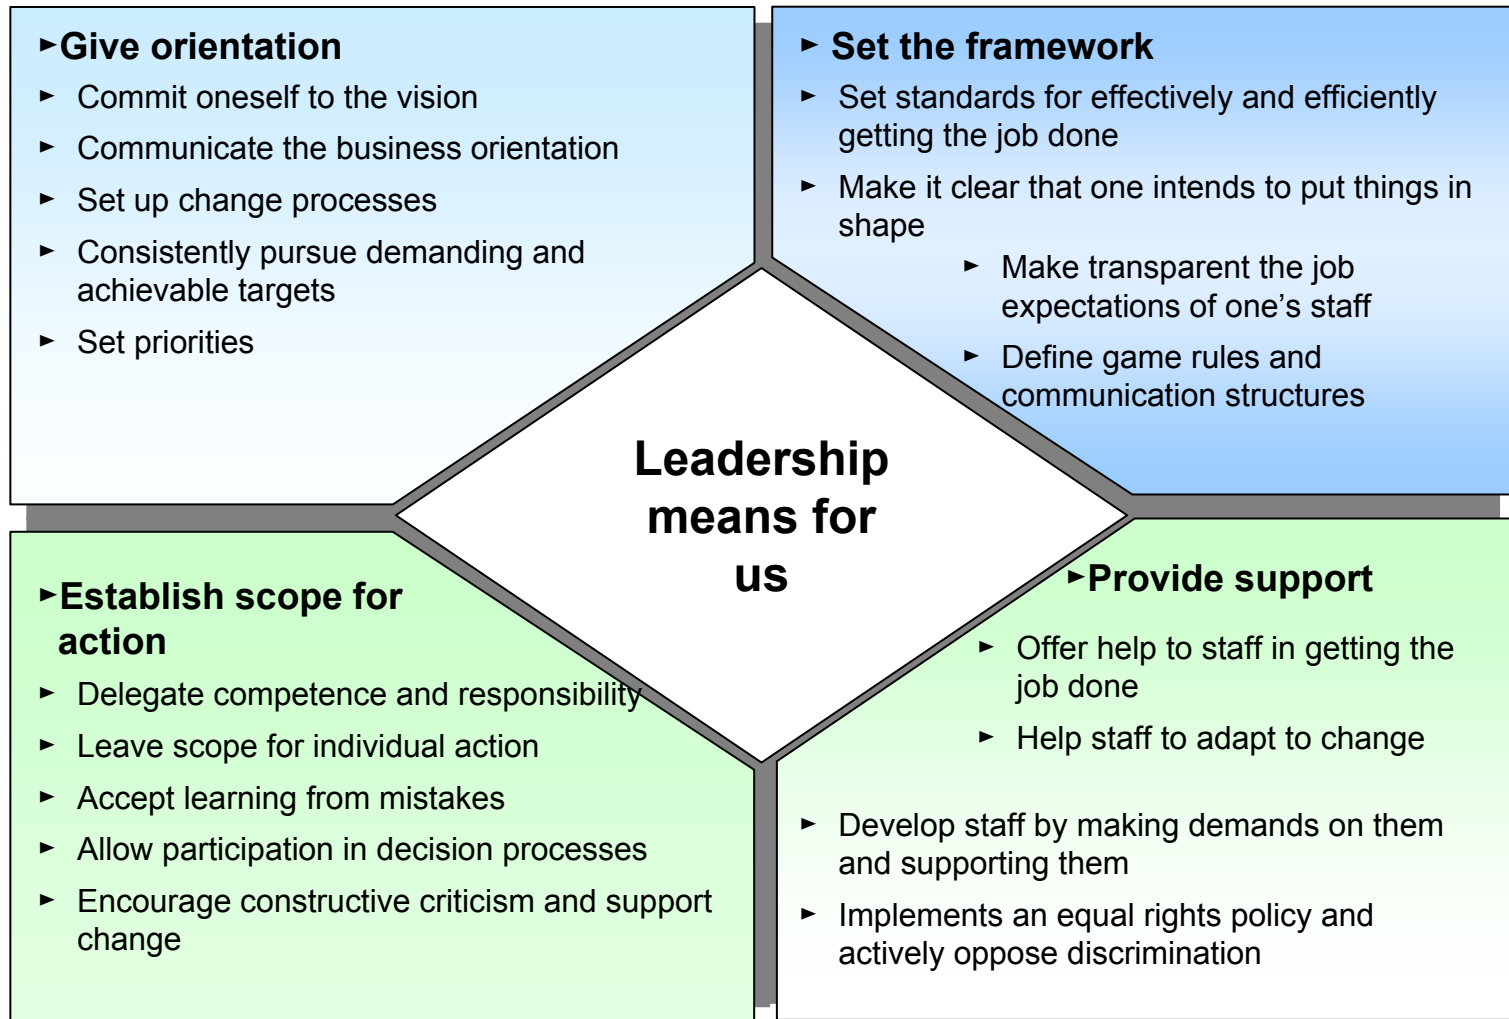 ►Give orientation
► Commit oneself to the vision
► Communicate the business orientation
► Set up change processes
► Consistently pursue demanding and
achievable targets
► Set priorities
► Set the framework
► Set standards for effectively and efficiently
getting the job done
► Make it clear that one intends to put things in
shape
► Make transparent the job
expectations of one’s staff
► Define game rules and
communication structures
Leadership
means for
us
►Establish scope for
action
► Delegate competence and responsibility
► Leave scope for individual action
► Accept learning from mistakes
► Allow participation in decision processes
► Encourage constructive criticism and support
change
►Provide support
► Offer help to staff in getting the
job done
► Help staff to adapt to change
► Develop staff by making demands on them
and supporting them
► Implements an equal rights policy and
actively oppose discrimination